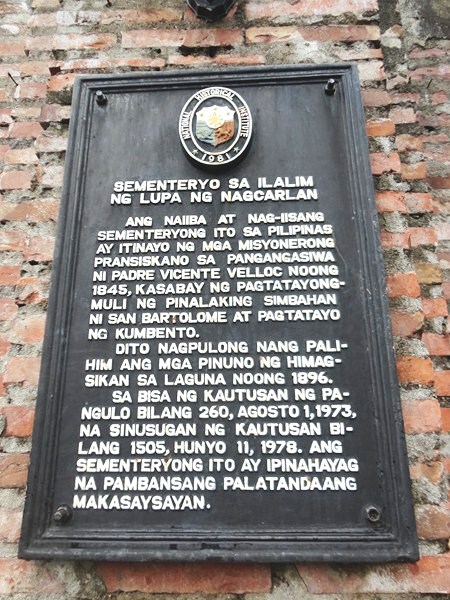 NATIONAL HISTORICAL INSTITUTE
1981
SEMENTERYO SA ILALIM
NG LUPA NG NAGCARLAN
ANG NAIIBA AT NAG-IISANG
SEMENTERYONG ITO SA PILIPINAS
AY ITINAYO NG MGA MISYONERONG
PRANSISKANO SA PANGANGASIWA
NI PADRE VICENTE VELLOC NOONG
1845, KASABAY NG PAGTATAYONG-
MULI NG PINALAKING SIMBAHAN
NI SAN BARTOLOME AT PAGTATAYO
NG KUMBENTO.
DITO NAGPULONG NANG PALI-
HIM ANG MGA PINUNO NG HIMAG-
SIKAN SA LAGUNA NOONG 1896.
SA BISA NG KAUTUSAN NG PA-
NGULO BILANG 260, AGOSTO 1, 1973,
NA SINUSUGAN NG KAUTUSAN BI-
LANG 1505, HUNYO 11, 1978. ANG
SEMENTERYONG ITO AY IPINAHAYAG
NA PAMBANSANG PALATANDAANG
MAKASAYSAYAN.